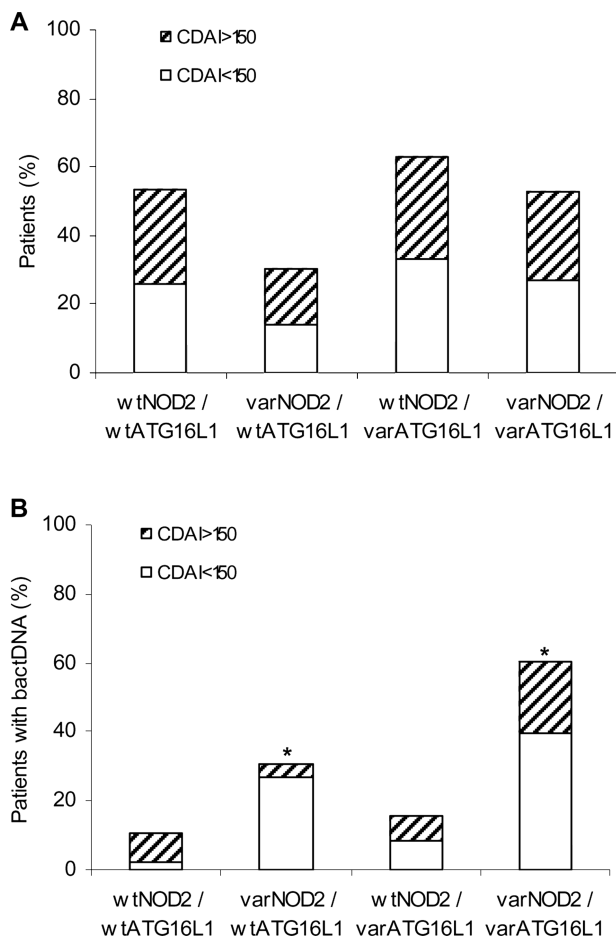 A
CDAI>150
CDAI<150
100
80
60
40
20
0
Patients (%)
wtNOD2 / wtATG16L1
varNOD2 / wtATG16L1
wtNOD2 / varATG16L1
varNOD2 / varATG16L1
B
CDAI>150
CDAI<150
100
80
60
40
20
0
Patients with bactDNA (%)
*
*
wtNOD2 / wtATG16L1
varNOD2 / wtATG16L1
wtNOD2 / varATG16L1
varNOD2 / varATG16L1